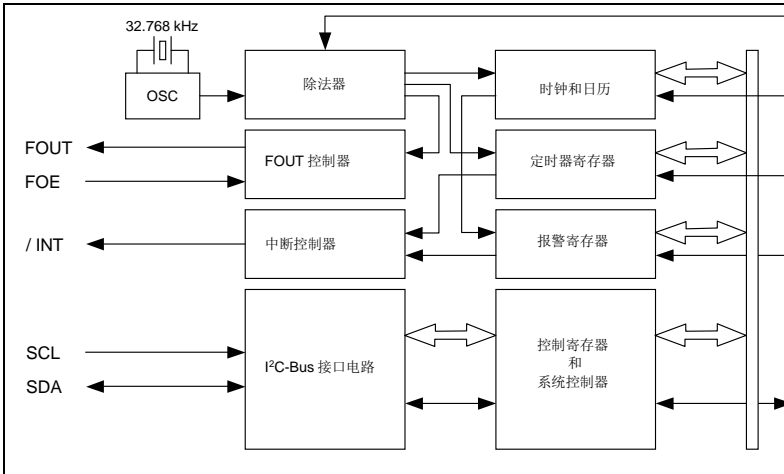 32.768 kHz
OSC
除法器
时钟和日历
FOUT
FOE
FOUT 控制器
定时器寄存器
/ INT
中断控制器
报警寄存器
SCL
SDA
I²C-Bus 接口电路
控制寄存器
和
系统控制器